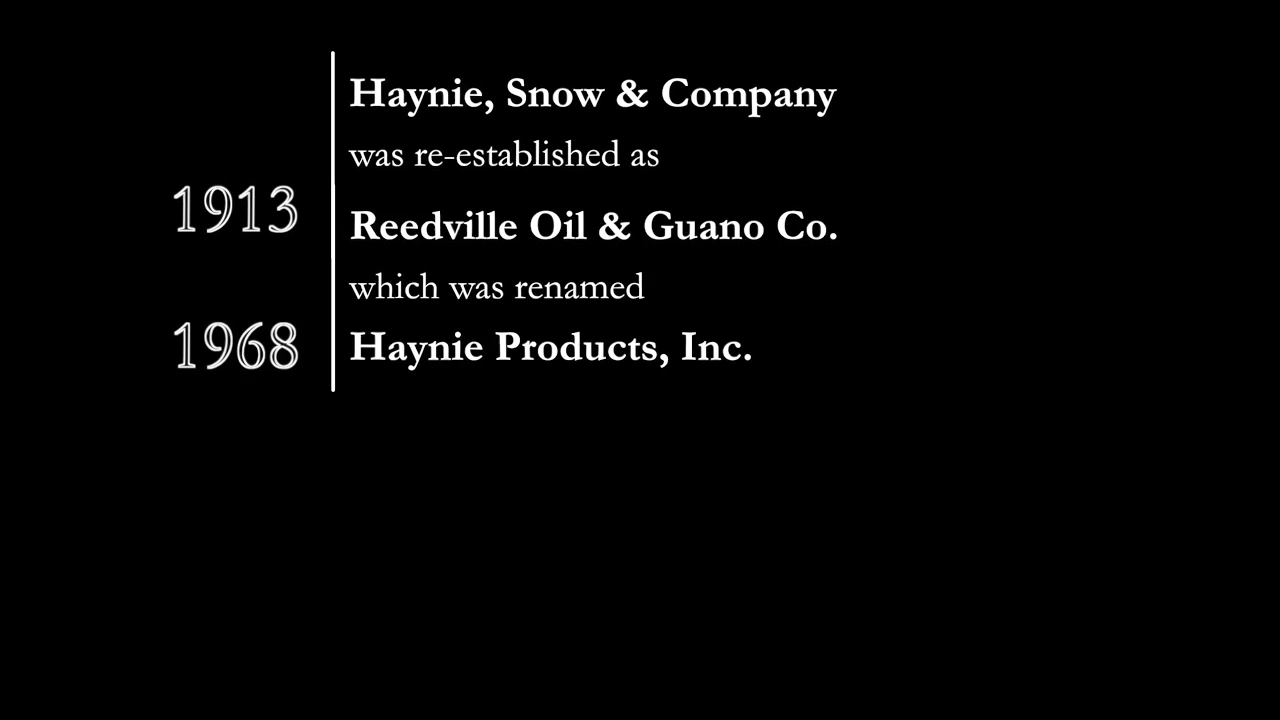 Haynie, Snow & Company
was re-established as
1913 Reedville Oil & Guano Co.
which was renamed
1968 Haynie Products, Inc.